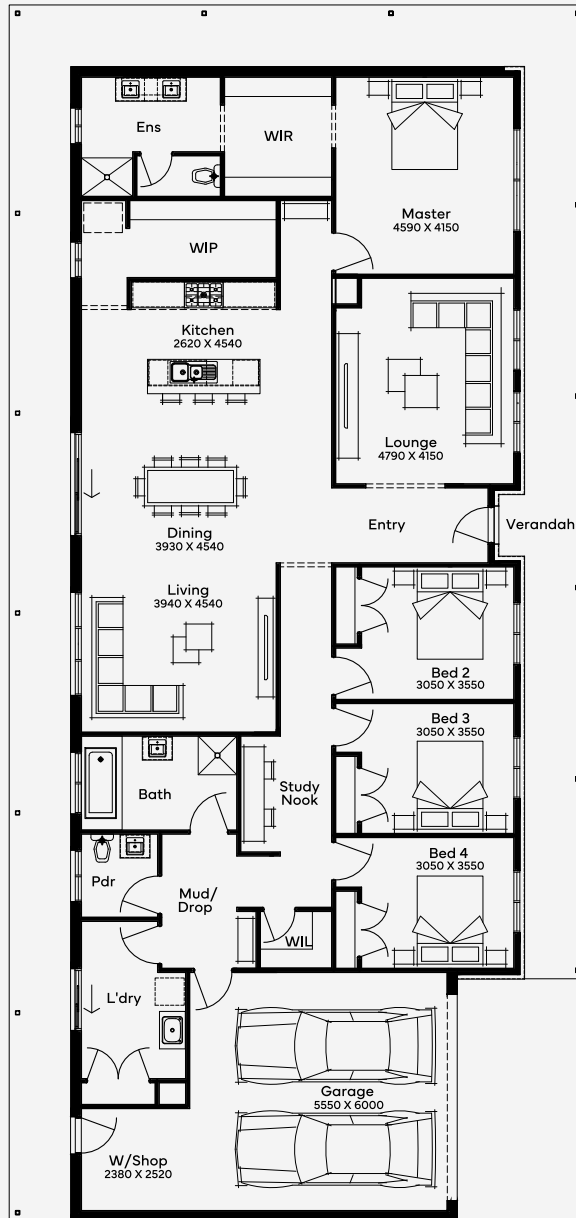 Ens
WIR
Master
4590 X 4150
WIP
Kitchen
2620 X 4540
Lounge
4790 X 4150
Entry
Verandah
Dining
3930 X 4540
Living
3940 X 4540
Bed 2
3050 X 3550
Bed 3
3050 X 3550
Study
Nook
Bath
Bed 4
3050 X 3550
Pdr
Mud/
Drop
WIL
L'dry
Garage
5550 X 6000
W/Shop
2380 X 2520